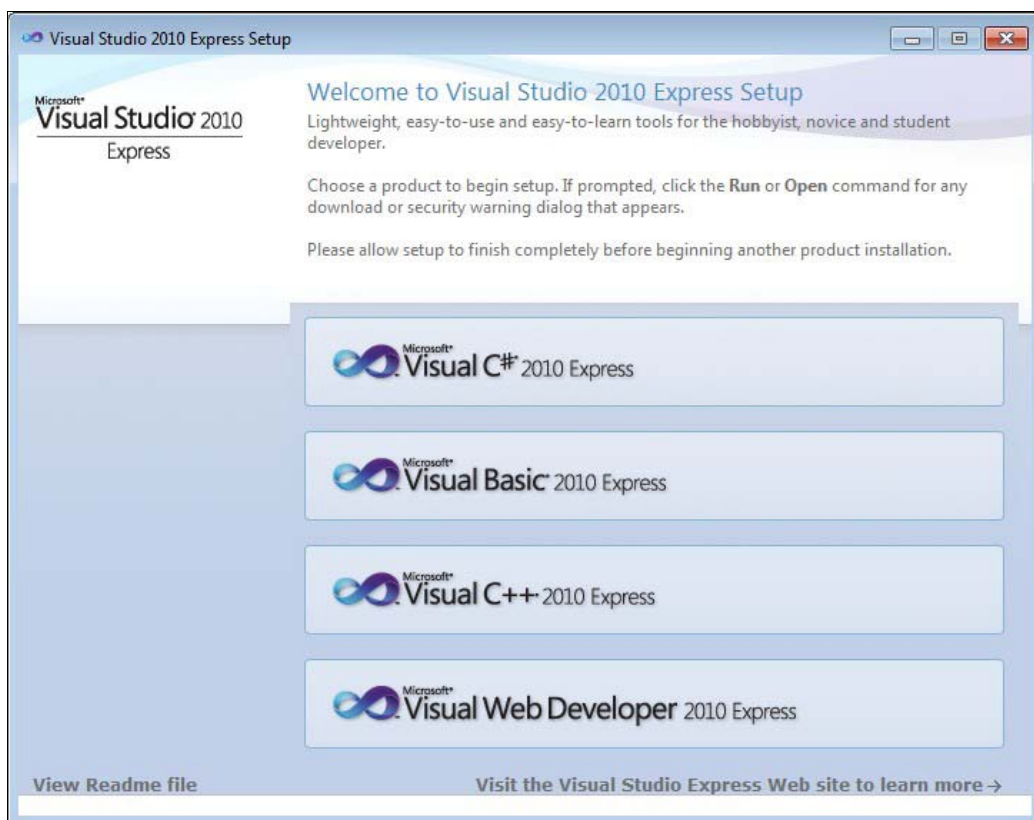 Visual Studio 2010 Express Setup
Microsoft®
Visual Studio® 2010
Express
Welcome to Visual Studio 2010 Express Setup
Lightweight, easy-to-use and easy-to-learn tools for the hobbyist, novice and student
developer.
Choose a product to begin setup. If prompted, click the Run or Open command for any
download or security warning dialog that appears.
Please allow setup to finish completely before beginning another product installation.
Microsoft®
Visual C#® 2010 Express
Microsoft®
Visual Basic® 2010 Express
Microsoft®
Visual C++® 2010 Express
Microsoft®
Visual Web Developer 2010 Express
View Readme file
Visit the Visual Studio Express Web site to learn more →